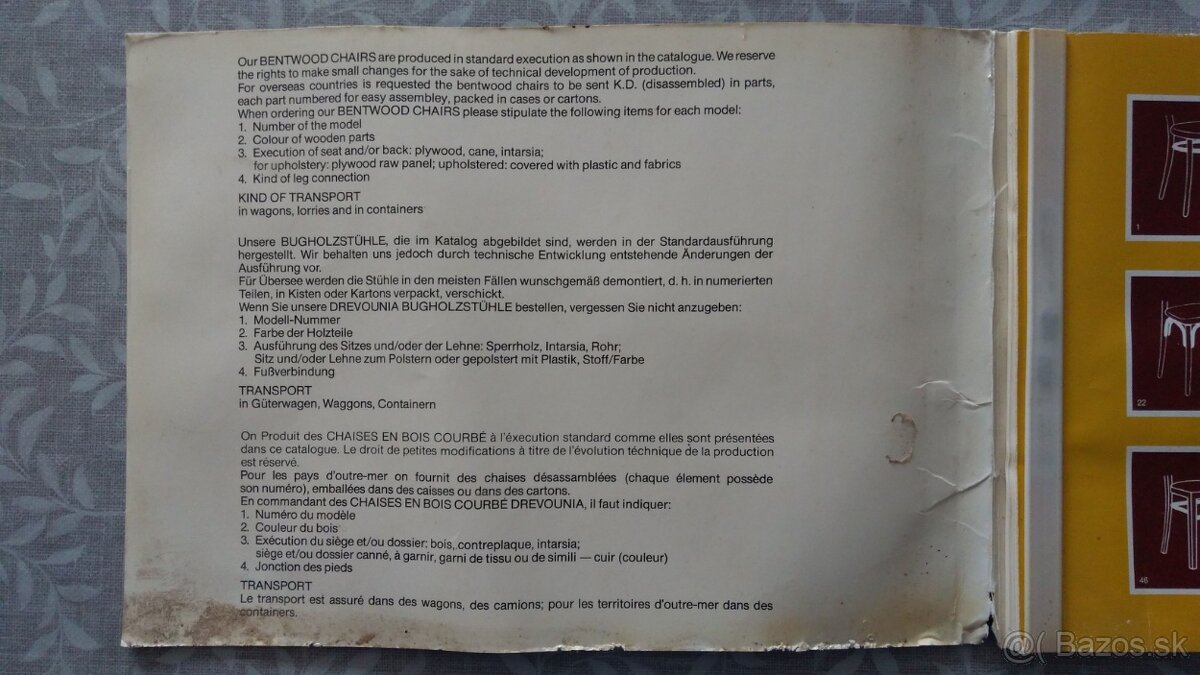 Our BENTWOOD CHAIRS are produced in standard execution as shown in the catalogue. We reserve
the rights to make small changes for the sake of technical development of production.
For overseas countries is requested the bentwood chairs to be sent K.D. (disassembled) in parts,
each part numbered for easy assembley, packed in cases or cartons.
When ordering our BENTWOOD CHAIRS please stipulate the following items for each model:
1. Number of the model
2. Colour of wooden parts
3. Execution of seat and/or back: plywood, cane, intarsia;
for upholstery: plywood raw panel; upholstered: covered with plastic and fabrics
4. Kind of leg connection
KIND OF TRANSPORT
in wagons, lorries and in containers
Unsere BUGHOLZSTÜHLE, die im Katalog abgebildet sind, werden in der Standardausführung
hergestellt. Wir behalten uns jedoch durch technische Entwicklung entstehende Änderungen der
Ausführung vor.
Für Übersee werden die Stühle in den meisten Fällen wunschgemäß demontiert, d. h. in numerierten
Teilen, in Kisten oder Kartons verpackt, verschickt.
Wenn Sie unsere DREVOUNIA BUGHOLZSTÜHLE bestellen, vergessen Sie nicht anzugeben:
1. Modell-Nummer
2. Farbe der Holzteile
3. Ausführung des Sitzes und/oder der Lehne: Sperrholz, Intarsia, Rohr;
Sitz und/oder Lehne zum Polstern oder gepolstert mit Plastik, Stoff/Farbe
4. Fußverbindung
TRANSPORT
in Güterwagen, Waggons, Containern
On Produit des CHAISES EN BOIS COURBÉ à l'éxecution standard comme elles sont présentées
dans ce catalogue. Le droit de petites modifications à titre de l'évolution téchnique de la production
est réservé.
Pour les pays d'outre-mer on fournit des chaises désassamblées (chaque élement possède
son numéro), emballées dans des caisses ou dans des cartons.
En commandant des CHAISES EN BOIS COURBÉ DREVOUNIA, il faut indiquer:
1. Numéro du modèle
2. Couleur du bois
3. Exécution du siège et/ou dossier: bois, contreplaque, intarsia;
siège et/ou dossier canné, à garnir, garni de tissu ou de simili — cuir (couleur)
4. Jonction des pieds
TRANSPORT
Le transport est assuré dans des wagons, des camions; pour les territoires d'outre-mer dans des
containers.
1
22
46
Bazos.sk